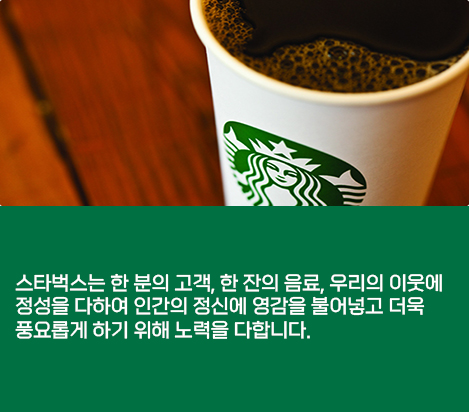 스타벅스는 한 분의 고객, 한 잔의 음료, 우리의 이웃에
정성을 다하여 인간의 정신에 영감을 불어넣고 더욱
풍요롭게 하기 위해 노력을 다합니다.